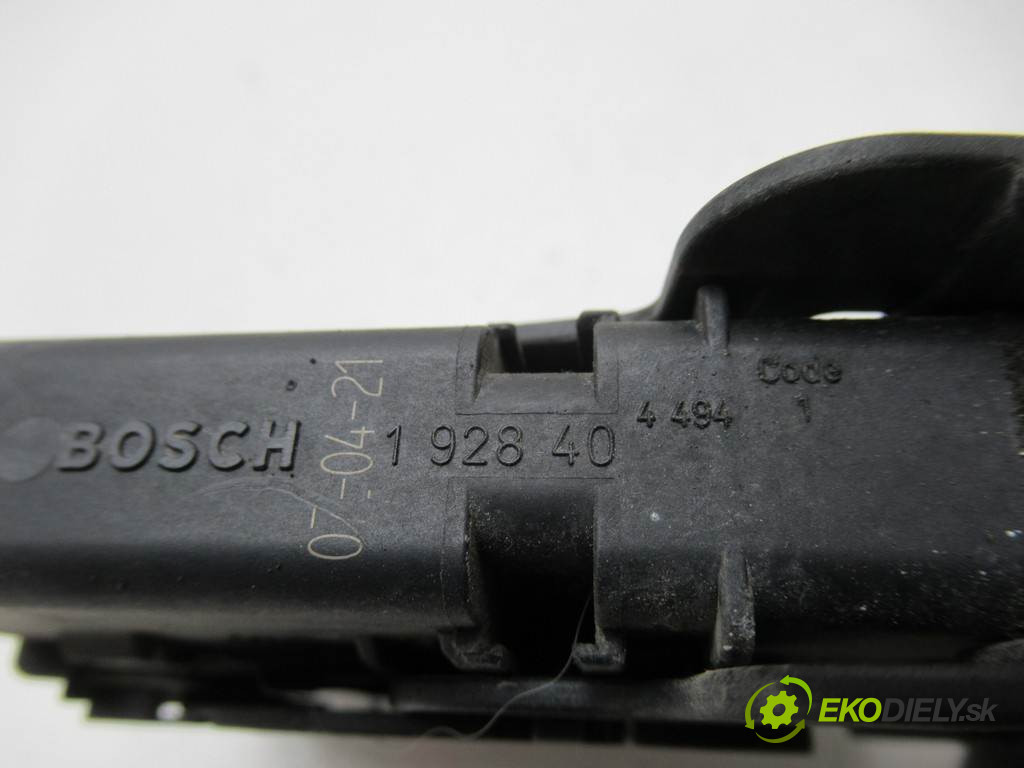 BOSCH
07-04-21
1 928 40
4 494
Code
1
EKODIELY.sk